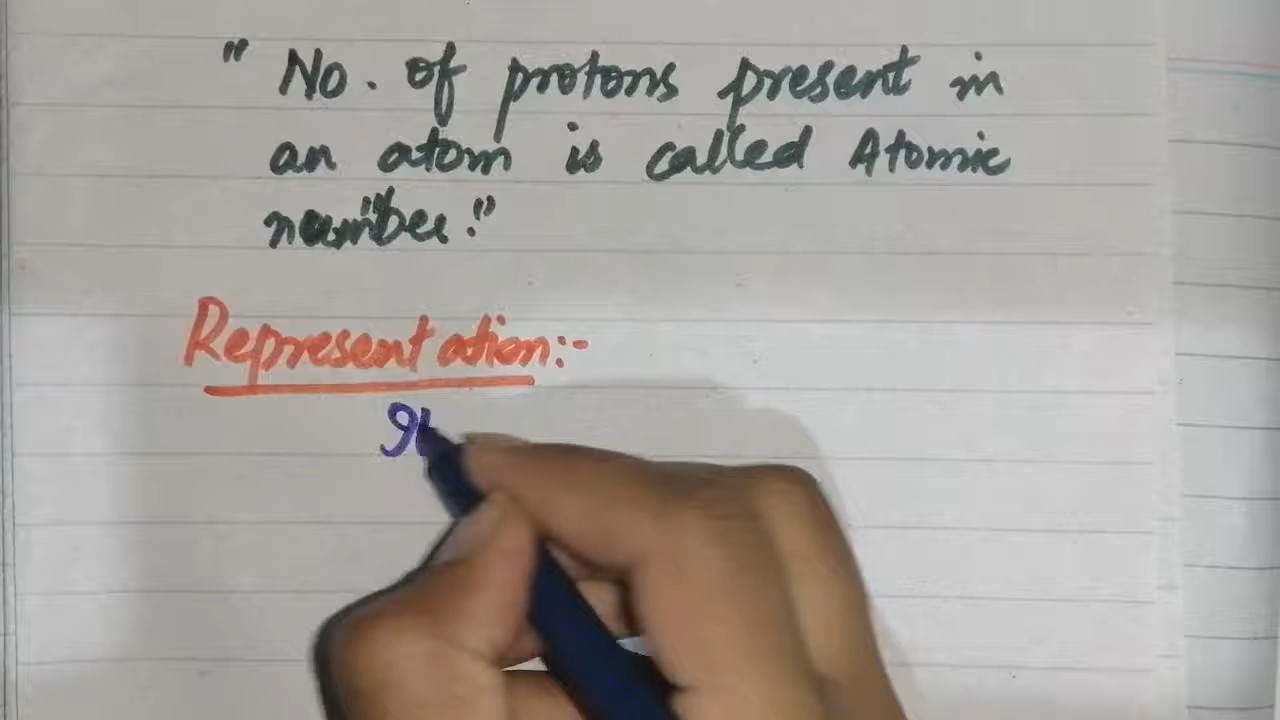 " No. of protons present in
an atom is called Atomic
number."
Representation:-